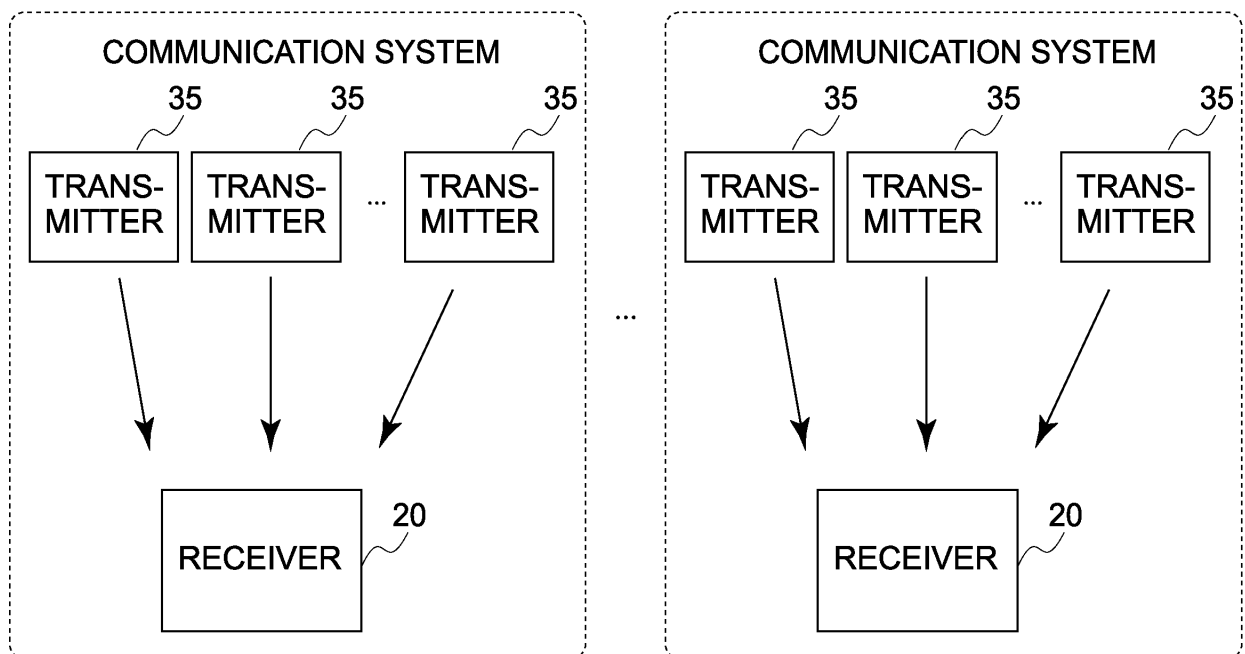 COMMUNICATION SYSTEM
35 35 35
TRANS-
MITTER
TRANS-
MITTER
...
TRANS-
MITTER
RECEIVER
20
...
COMMUNICATION SYSTEM
35 35 35
TRANS-
MITTER
TRANS-
MITTER
...
TRANS-
MITTER
RECEIVER
20